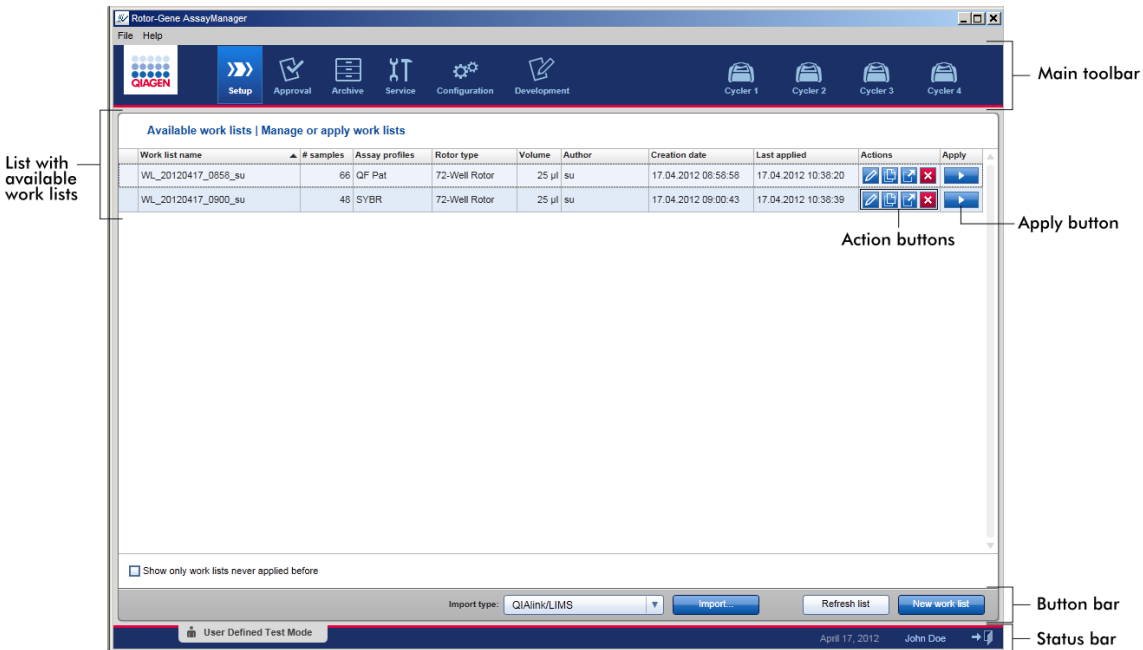 Rotor-Gene AssayManager
File Help
QIAGEN
Setup Approval Archive Service Configuration Development Cycler 1 Cycler 2 Cycler 3 Cycler 4
Main toolbar
Available work lists | Manage or apply work lists
List with
available
work lists
Work list name # samples Assay profiles Rotor type Volume Author Creation date Last applied Actions Apply
WL_20120417_0858_su 66 QF Pat 72-Well Rotor 25 µl su 17.04.2012 08:58:58 17.04.2012 10:38:20
WL_20120417_0900_su 48 SYBR 72-Well Rotor 25 µl su 17.04.2012 09:00:43 17.04.2012 10:38:39
Apply button
Action buttons
Show only work lists never applied before
Import type: QIAlink/LIMS Import... Refresh list New work list
Button bar
User Defined Test Mode April 17, 2012 John Doe
Status bar